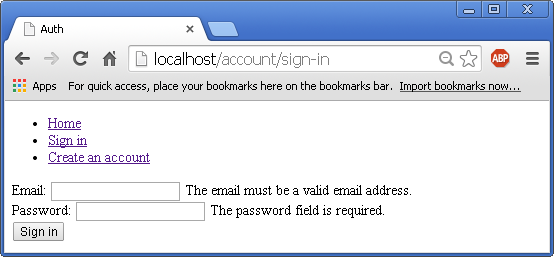 Auth
localhost/account/sign-in
ABP
Apps For quick access, place your bookmarks here on the bookmarks bar. Import bookmarks now...
Home
Sign in
Create an account
Email: The email must be a valid email address.
Password: The password field is required.
Sign in